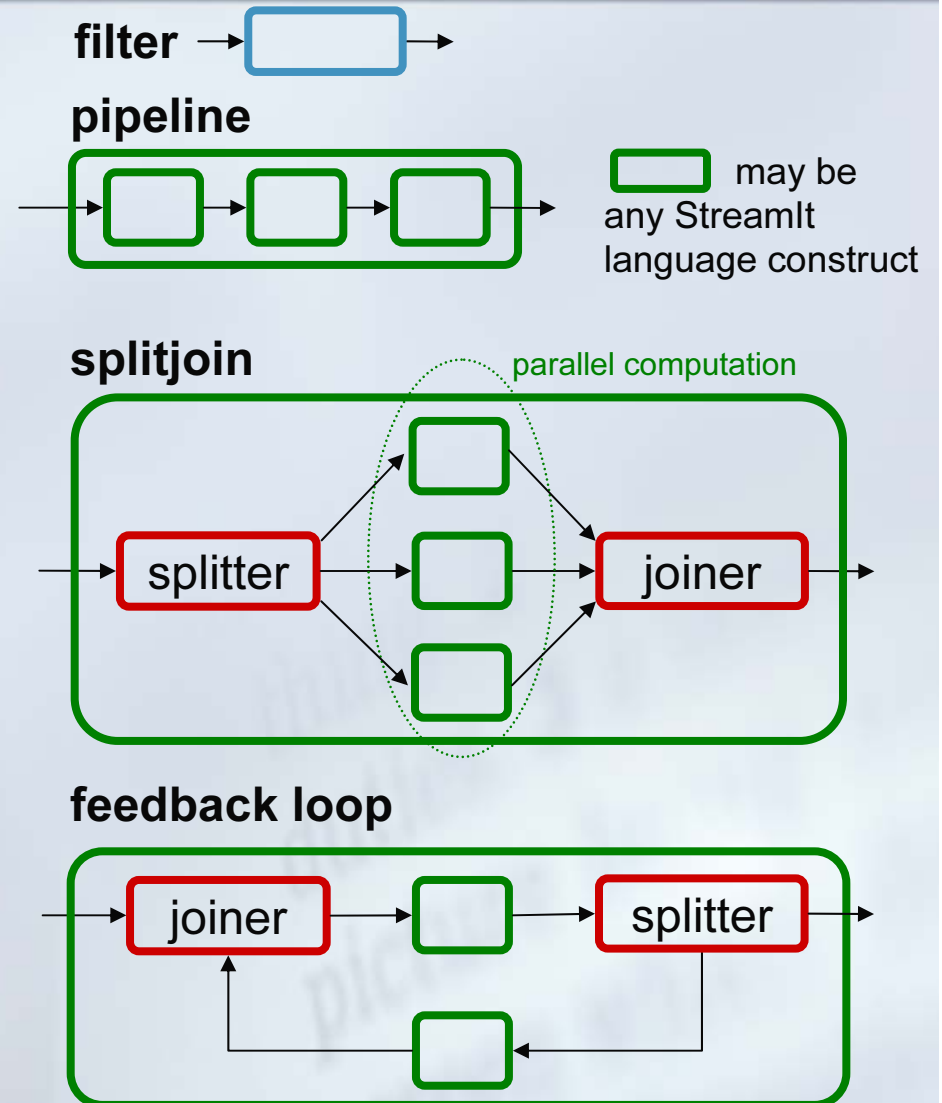 filter
pipeline
may be
any StreamIt
language construct
splitjoin
parallel computation
splitter
joiner
feedback loop
joiner
splitter